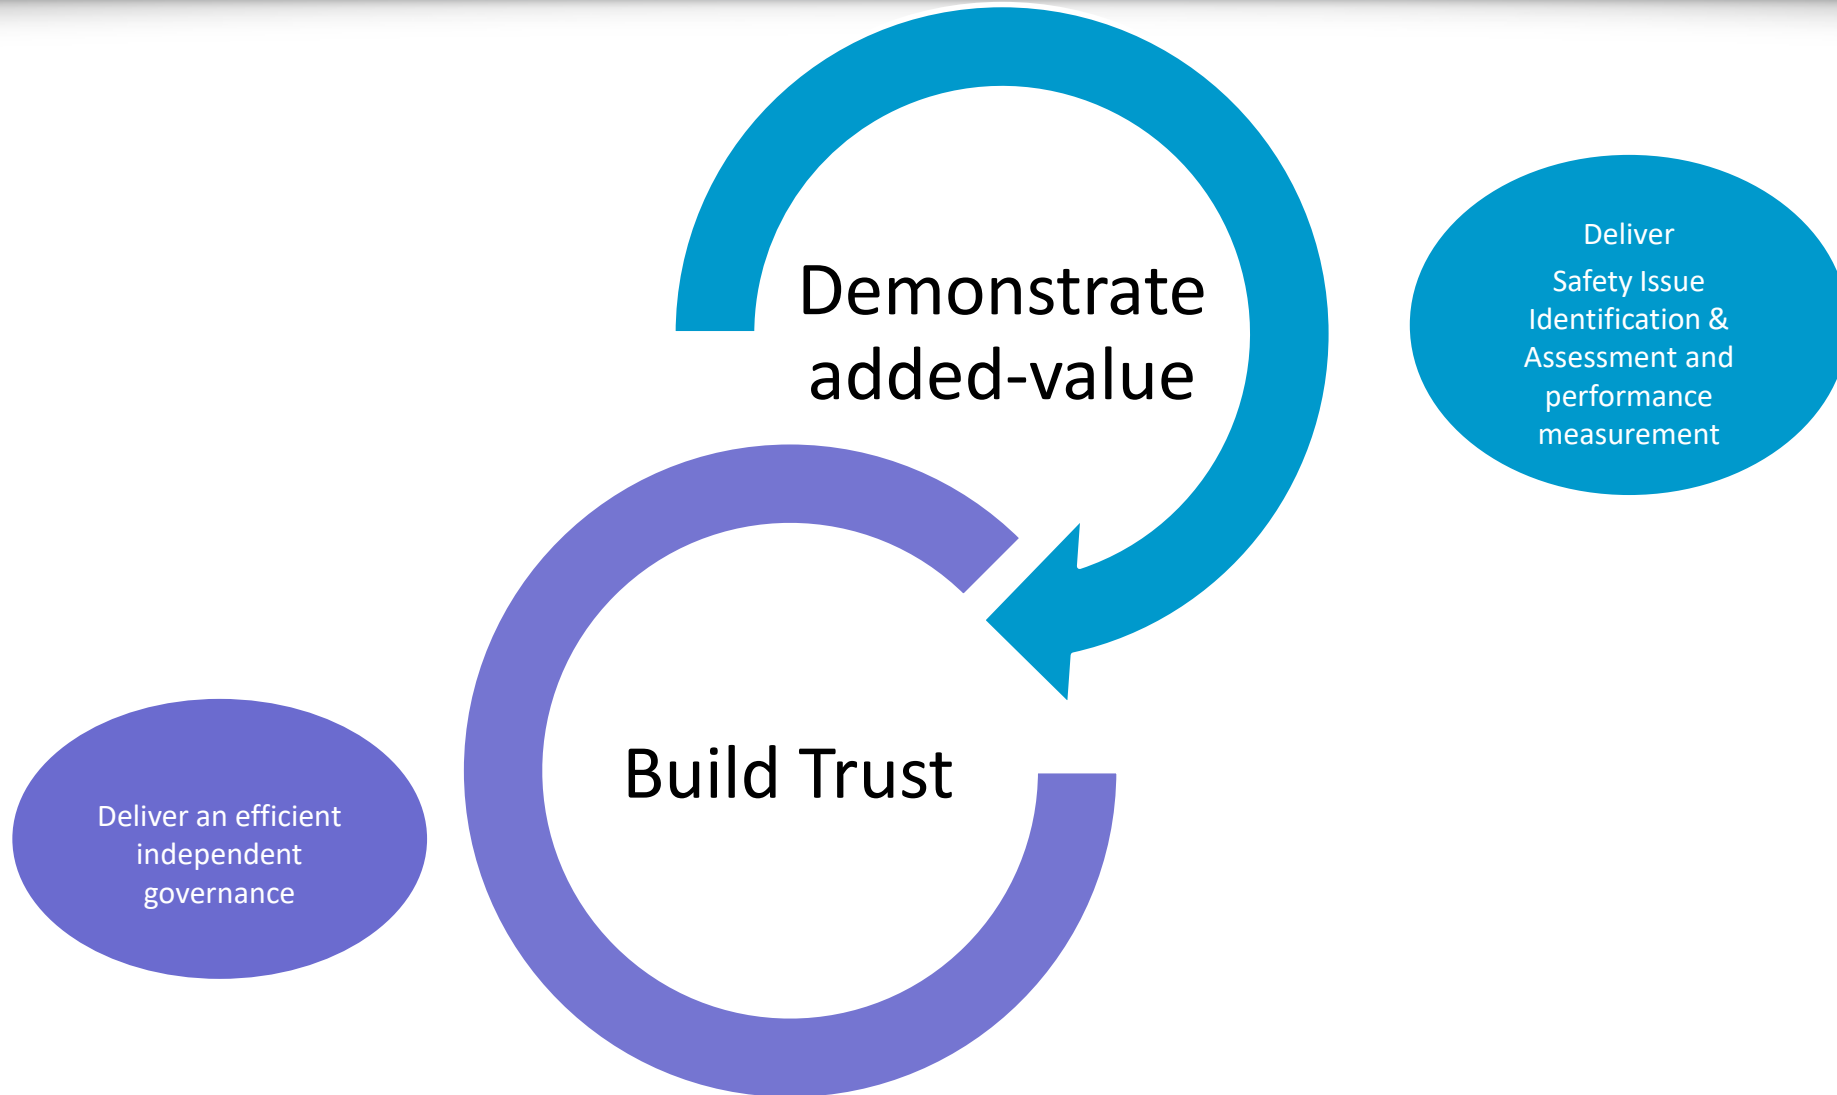 Demonstrate
added-value
Deliver
Safety Issue
Identification &
Assessment and
performance
measurement
Build Trust
Deliver an efficient
independent
governance